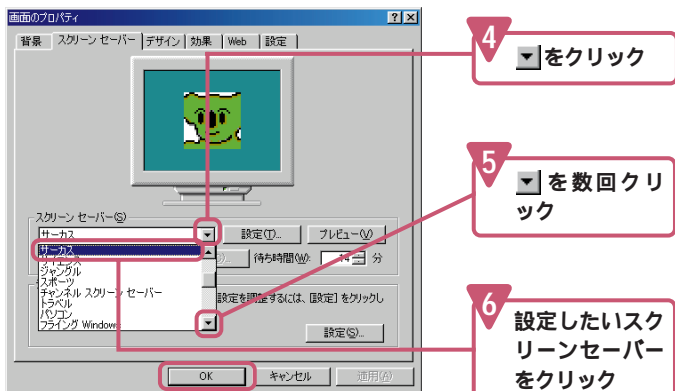 画面のプロパティ
背景 スクリーン セーバー デザイン 効果 Web 設定
4
をクリック
5
を数回クリ
ック
スクリーン セーバー(S)
サーカス 設定(T)... プレビュー(V)
サーカス
サイエンス 待ち時間(W): 14 分
ジャングル
スポーツ
チャンネル スクリーン セーバー
トラベル 設定を調整するには、[設定] をクリックし
パソコン
フライング Windows
設定(S)...
6
設定したいスク
リーンセーバー
をクリック
OK キャンセル 適用(A)